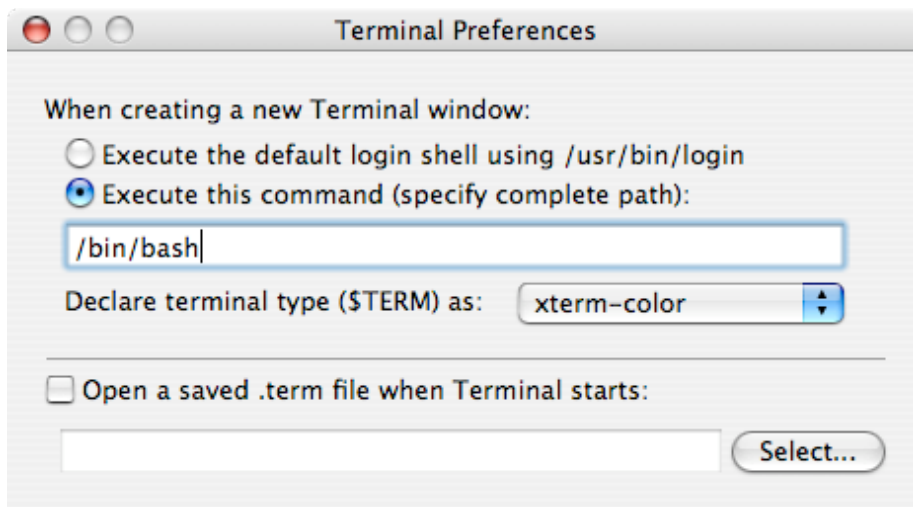 Terminal Preferences
When creating a new Terminal window:
Execute the default login shell using /usr/bin/login
Execute this command (specify complete path):
/bin/bash
Declare terminal type ($TERM) as: xterm-color
Open a saved .term file when Terminal starts:
Select...